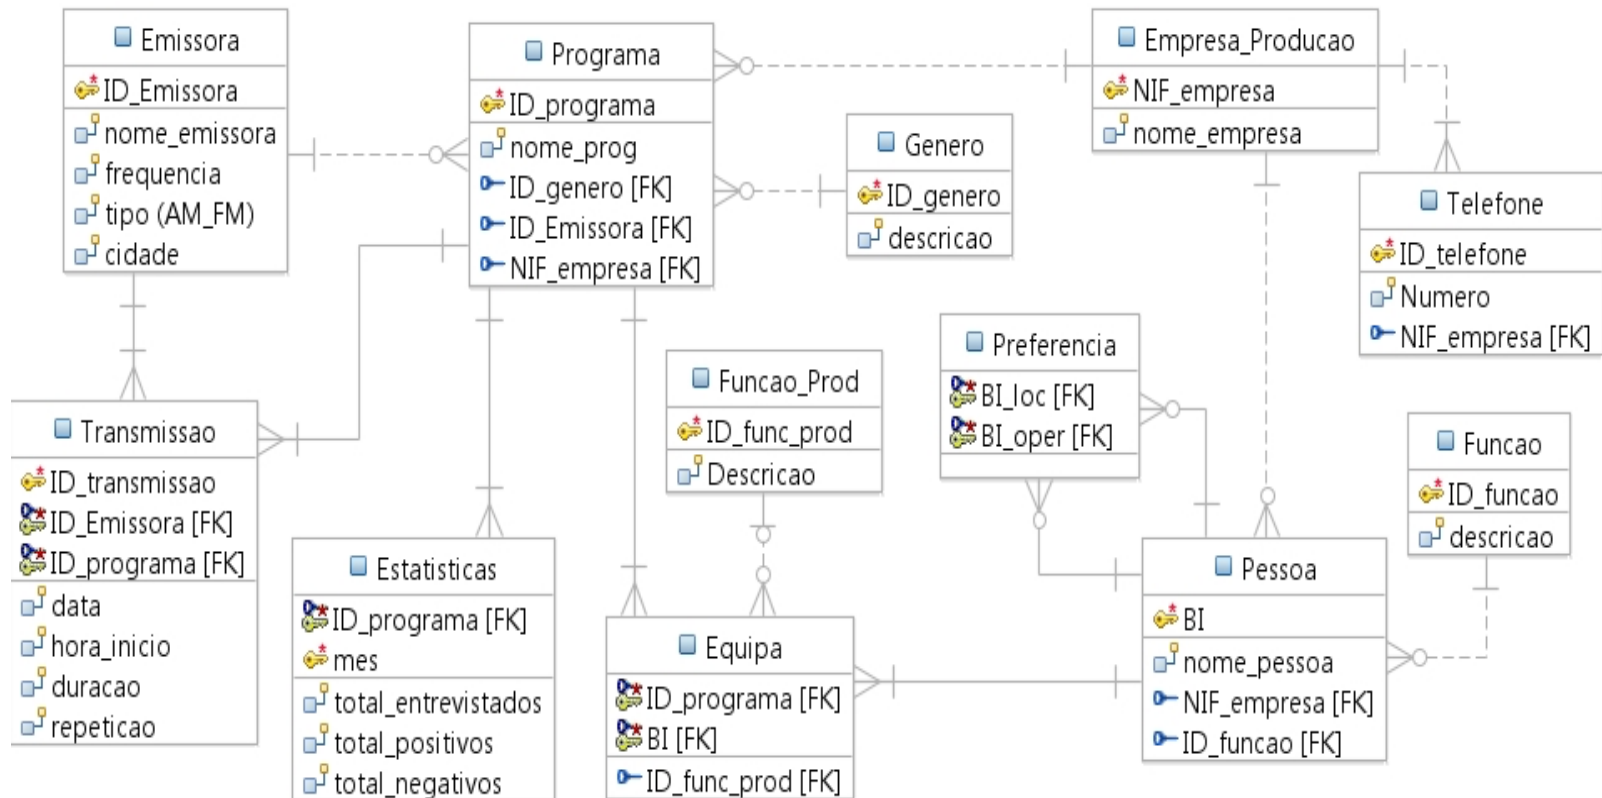 Emissora
ID_Emissora
nome_emissora
frequencia
tipo (AM_FM)
cidade
Programa
ID_programa
nome_prog
ID_genero [FK]
ID_Emissora [FK]
NIF_empresa [FK]
Empresa_Producao
NIF_empresa
nome_empresa
Genero
ID_genero
descricao
Telefone
ID_telefone
Numero
NIF_empresa [FK]
Preferencia
BI_loc [FK]
BI_oper [FK]
Funcao_Prod
ID_func_prod
Descricao
Transmissao
ID_transmissao
ID_Emissora [FK]
ID_programa [FK]
data
hora_inicio
duracao
repeticao
Funcao
ID_funcao
descricao
Estatisticas
ID_programa [FK]
mes
total_entrevistados
total_positivos
total_negativos
Equipa
ID_programa [FK]
BI [FK]
ID_func_prod [FK]
Pessoa
BI
nome_pessoa
NIF_empresa [FK]
ID_funcao [FK]